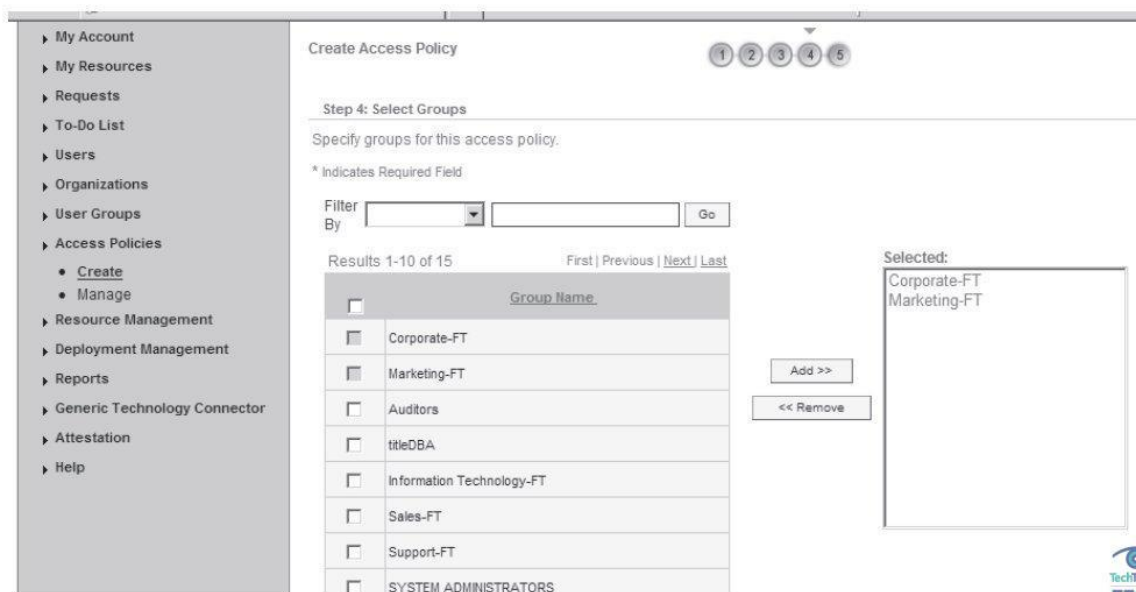 My Account
My Resources
Requests
To-Do List
Users
Organizations
User Groups
Access Policies
Create
Manage
Resource Management
Deployment Management
Reports
Generic Technology Connector
Attestation
Help
Create Access Policy
1 2 3 4 5
Step 4: Select Groups
Specify groups for this access policy.
* Indicates Required Field
Filter By
Go
Results 1-10 of 15
First | Previous | Next | Last
Group Name
Corporate-FT
Marketing-FT
Auditors
titleDBA
Information Technology-FT
Sales-FT
Support-FT
SYSTEM ADMINISTRATORS
Add >>
<< Remove
Selected:
Corporate-FT
Marketing-FT